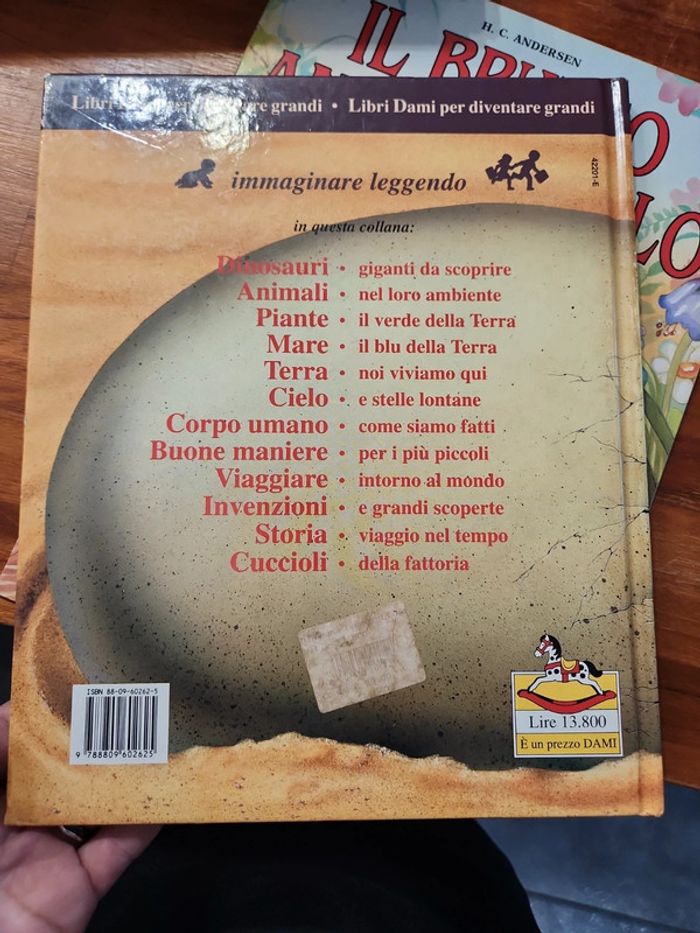 H. C. ANDERSEN
IL
Libri grandi • Libri Dami per diventare grandi
immaginare leggendo
42201-E
in questa collana:
Dinosauri • giganti da scoprire
Animali • nel loro ambiente
Piante • il verde della Terra
Mare • il blu della Terra
Terra • noi viviamo qui
Cielo • e stelle lontane
Corpo umano • come siamo fatti
Buone maniere • per i più piccoli
Viaggiare • intorno al mondo
Invenzioni • e grandi scoperte
Storia • viaggio nel tempo
Cuccioli • della fattoria
ISBN 88-09-60262-5
9 788809 602625
Lire 13.800
È un prezzo DAMI